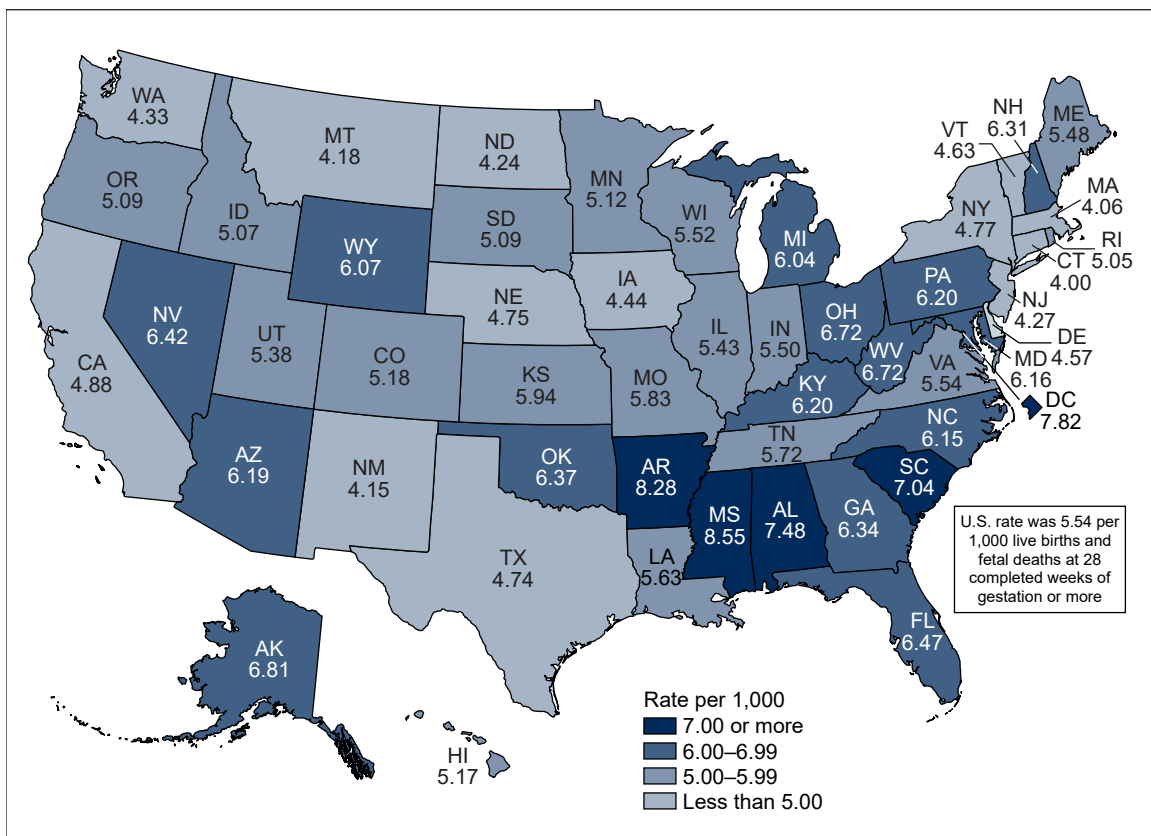 WA
4.33
MT
4.18
ND
4.24
MN
5.12
OR
5.09
ID
5.07
WY
6.07
SD
5.09
WI
5.52
MI
6.04
NY
4.77
VT
4.63
NH
6.31
ME
5.48
MA
4.06
RI
5.05
CT
4.00
NJ
4.27
DE
4.57
MD
6.16
DC
7.82
PA
6.20
NV
6.42
UT
5.38
CO
5.18
NE
4.75
IA
4.44
IL
5.43
IN
5.50
OH
6.72
WV
6.72
VA
5.54
CA
4.88
KS
5.94
MO
5.83
KY
6.20
NC
6.15
TN
5.72
AZ
6.19
NM
4.15
OK
6.37
AR
8.28
SC
7.04
MS
8.55
AL
7.48
GA
6.34
TX
4.74
LA
5.63
FL
6.47
AK
6.81
HI
5.17
U.S. rate was 5.54 per
1,000 live births and
fetal deaths at 28
completed weeks of
gestation or more
Rate per 1,000
7.00 or more
6.00–6.99
5.00–5.99
Less than 5.00